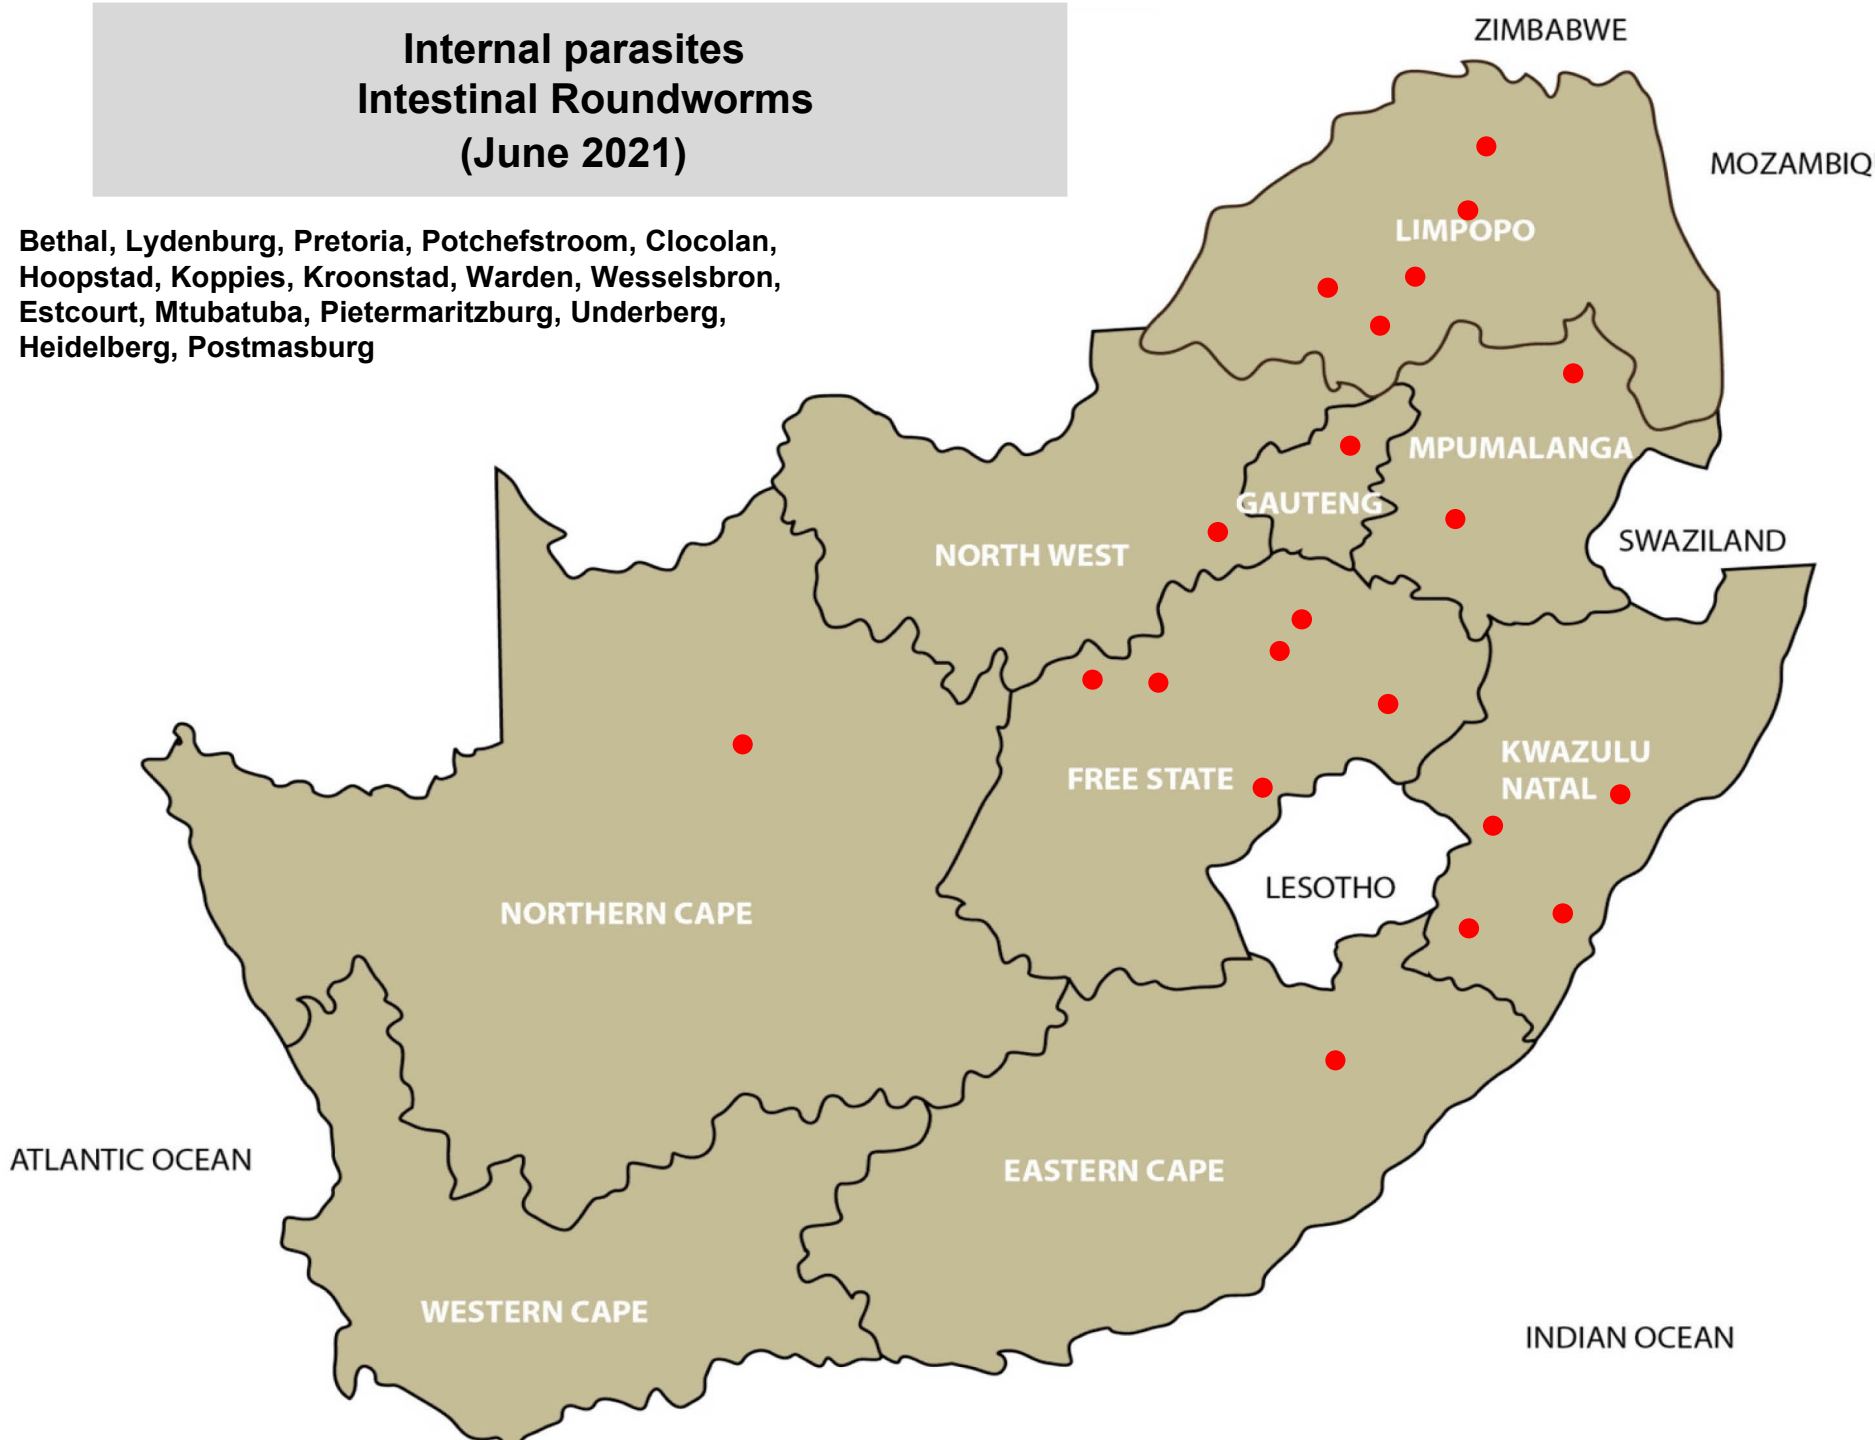 Internal parasites
Intestinal Roundworms
(June 2021)
Bethal, Lydenburg, Pretoria, Potchefstroom, Clocolan,
Hoopstad, Koppies, Kroonstad, Warden, Wesselsbron,
Estcourt, Mtubatuba, Pietermaritzburg, Underberg,
Heidelberg, Postmasburg
ZIMBABWE
MOZAMBIQ
LIMPOPO
MPUMALANGA
GAUTENG
SWAZILAND
NORTH WEST
KWAZULU
NATAL
FREE STATE
LESOTHO
NORTHERN CAPE
ATLANTIC OCEAN
EASTERN CAPE
WESTERN CAPE
INDIAN OCEAN